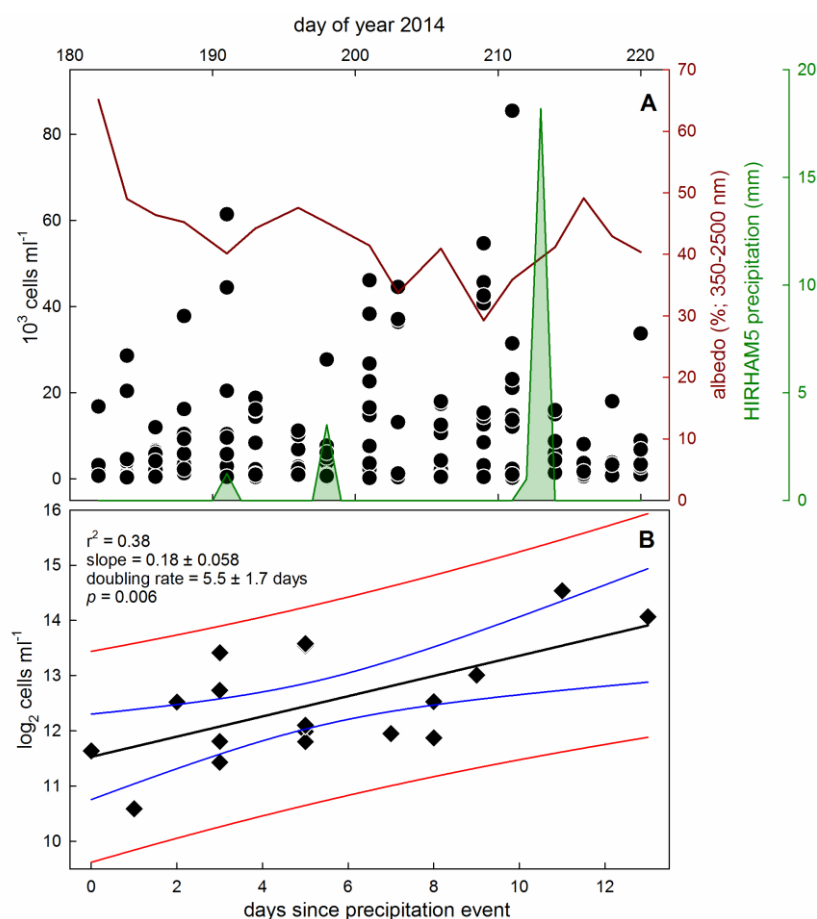 day of year 2014
180 190 200 210 220
A
80
60
40
20
0
10³ cells ml⁻¹
70
60
50
40
30
20
10
0
albedo (%; 350-2500 nm)
20
15
10
5
0
HIRHAM5 precipitation (mm)
B
r² = 0.38
slope = 0.18 ± 0.058
doubling rate = 5.5 ± 1.7 days
p = 0.006
16
15
14
13
12
11
10
log₂ cells ml⁻¹
0 2 4 6 8 10 12
days since precipitation event